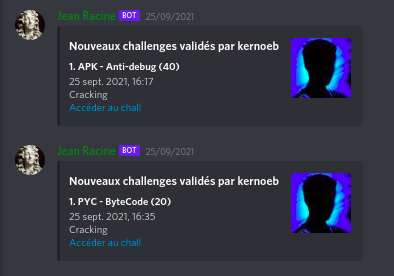 Jean Racine BOT 25/09/2021
Nouveaux challenges validés par kernoeb
1. APK - Anti-debug (40)
25 sept. 2021, 16:17
Cracking
Accéder au chall
Jean Racine BOT 25/09/2021
Nouveaux challenges validés par kernoeb
1. PYC - ByteCode (20)
25 sept. 2021, 16:35
Cracking
Accéder au chall